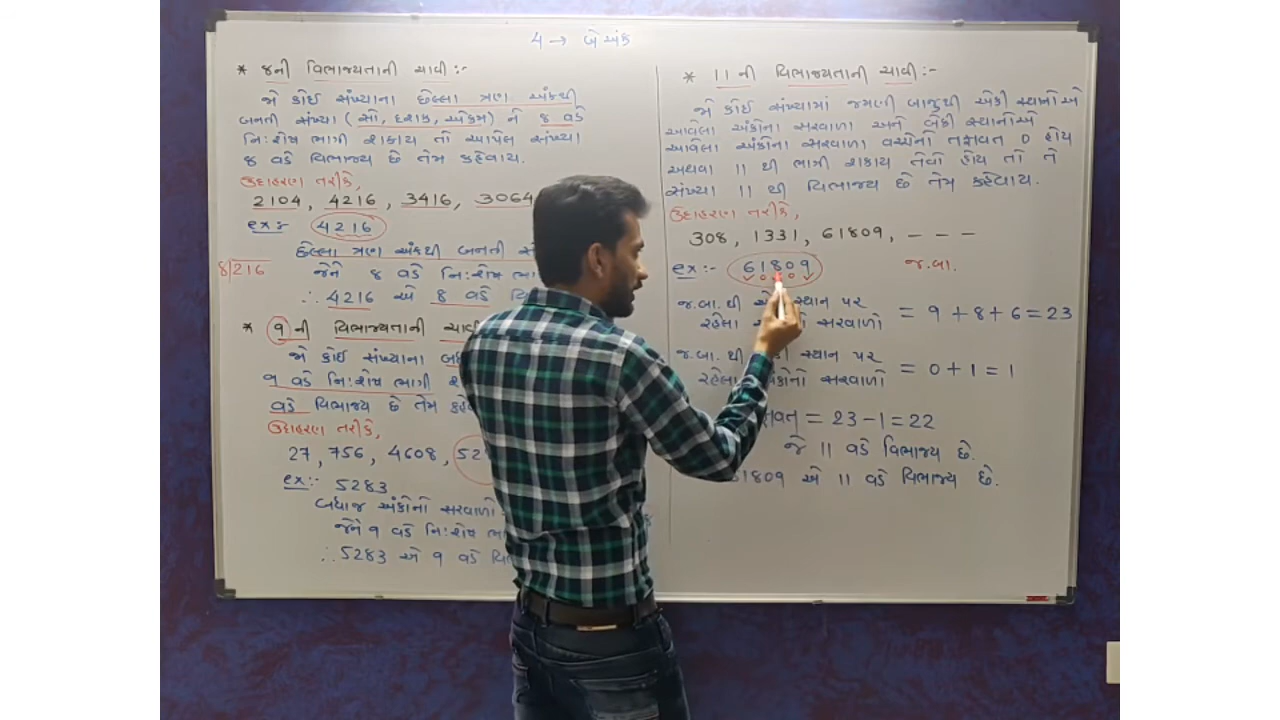 4 → બે અંક
* 8ની વિભાજ્યતાની ચાવી :-
જો કોઈ સંખ્યાના છેલ્લા ત્રણ અંકથી
બનતી સંખ્યા ( સો, દશક, એકમ) ને 8 વડે
નિઃશેષ ભાગી શકાય તો આપેલ સંખ્યા
8 વડે વિભાજ્ય છે તેમ કહેવાય.
ઉદાહરણ તરીકે,
2104, 4216, 3416, 3064
ex:- 4216
છેલ્લા ત્રણ અંકથી બનતી
8|216
જેને 8 વડે નિઃશેષ
∴ 4216 એ 8 વડે
* 9 ની વિભાજ્યતાની ચાવી
જો કોઈ સંખ્યાના
9 વડે નિઃશેષ ભાગી
વડે વિભાજ્ય છે તેમ
ઉદાહરણ તરીકે,
27, 756, 4608,
ex:- 5283
બધાજ અંકોનો સરવાળો
જેને 9 વડે નિઃશેષ
∴ 5283 એ 9 વડે
* 11 ની વિભાજ્યતાની ચાવી :-
જો કોઈ સંખ્યામાં જમણી બાજુથી એકી સ્થાનોએ
આવેલા અંકોના સરવાળા અને બેકી સ્થાનોએ
આવેલા અંકોના સરવાળા વચ્ચેનો તફાવત 0 હોય
અથવા 11 થી ભાગી શકાય તેવો હોય તો તે
સંખ્યા 11 થી વિભાજ્ય છે તેમ કહેવાય.
ઉદાહરણ તરીકે,
308, 1331, 61809, - - -
ex:- 61809 જ.બા.
જ.બા. થી સ્થાન પર
રહેલા સરવાળો = 9 + 8 + 6 = 23
જ.બા. થી સ્થાન પર
રહેલા અંકોનો સરવાળો = 0 + 1 = 1
= 23 - 1 = 22
જે 11 વડે વિભાજ્ય છે.
61809 એ 11 વડે વિભાજ્ય છે.